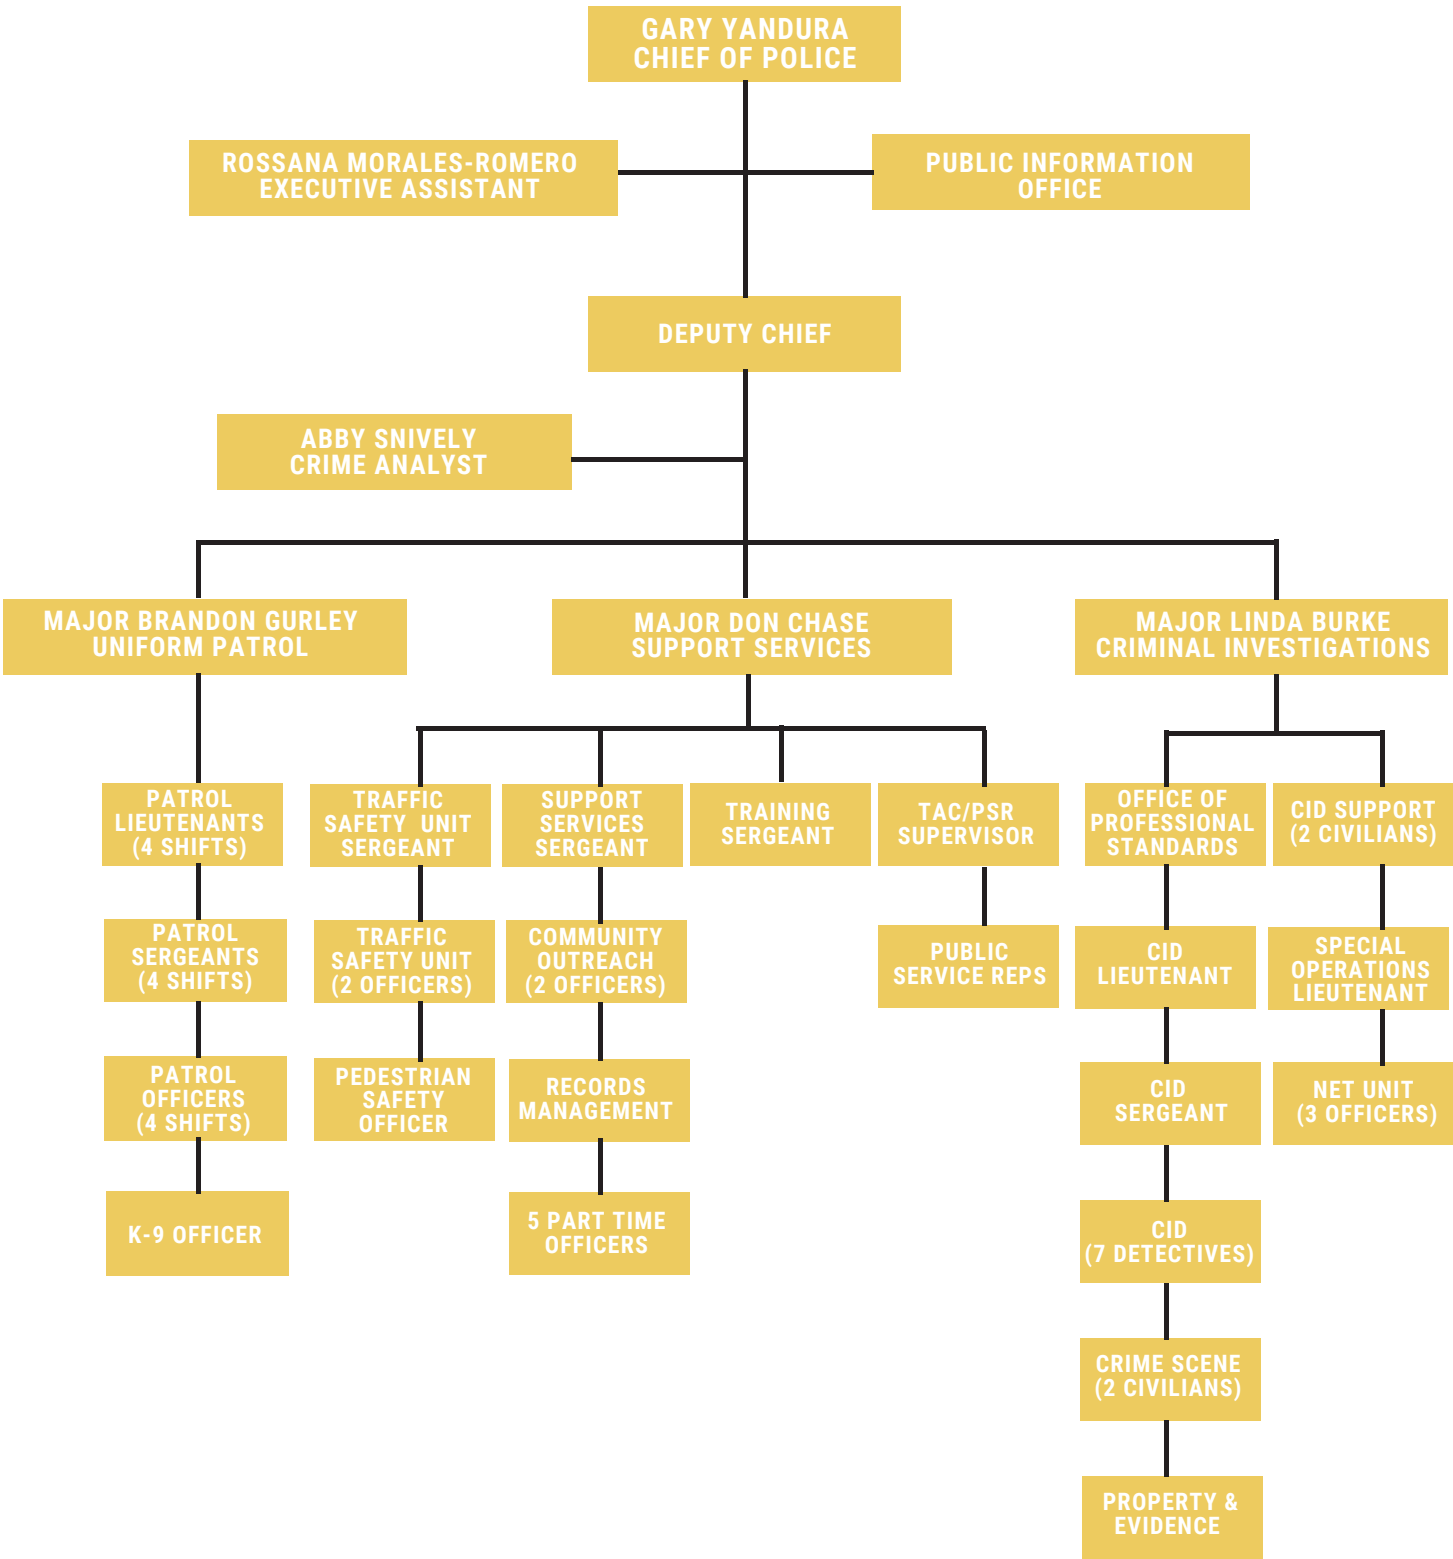 GARY YANDURA
CHIEF OF POLICE
ROSSANA MORALES-ROMERO
EXECUTIVE ASSISTANT
PUBLIC INFORMATION
OFFICE
DEPUTY CHIEF
ABBY SNIVELY
CRIME ANALYST
MAJOR BRANDON GURLEY
UNIFORM PATROL
MAJOR DON CHASE
SUPPORT SERVICES
MAJOR LINDA BURKE
CRIMINAL INVESTIGATIONS
PATROL
LIEUTENANTS
(4 SHIFTS)
TRAFFIC
SAFETY UNIT
SERGEANT
SUPPORT
SERVICES
SERGEANT
TRAINING
SERGEANT
TAC/PSR
SUPERVISOR
OFFICE OF
PROFESSIONAL
STANDARDS
CID SUPPORT
(2 CIVILIANS)
PATROL
SERGEANTS
(4 SHIFTS)
TRAFFIC
SAFETY UNIT
(2 OFFICERS)
COMMUNITY
OUTREACH
(2 OFFICERS)
PUBLIC
SERVICE REPS
CID
LIEUTENANT
SPECIAL
OPERATIONS
LIEUTENANT
PATROL
OFFICERS
(4 SHIFTS)
PEDESTRIAN
SAFETY
OFFICER
RECORDS
MANAGEMENT
CID
SERGEANT
NET UNIT
(3 OFFICERS)
K-9 OFFICER
5 PART TIME
OFFICERS
CID
(7 DETECTIVES)
CRIME SCENE
(2 CIVILIANS)
PROPERTY &
EVIDENCE